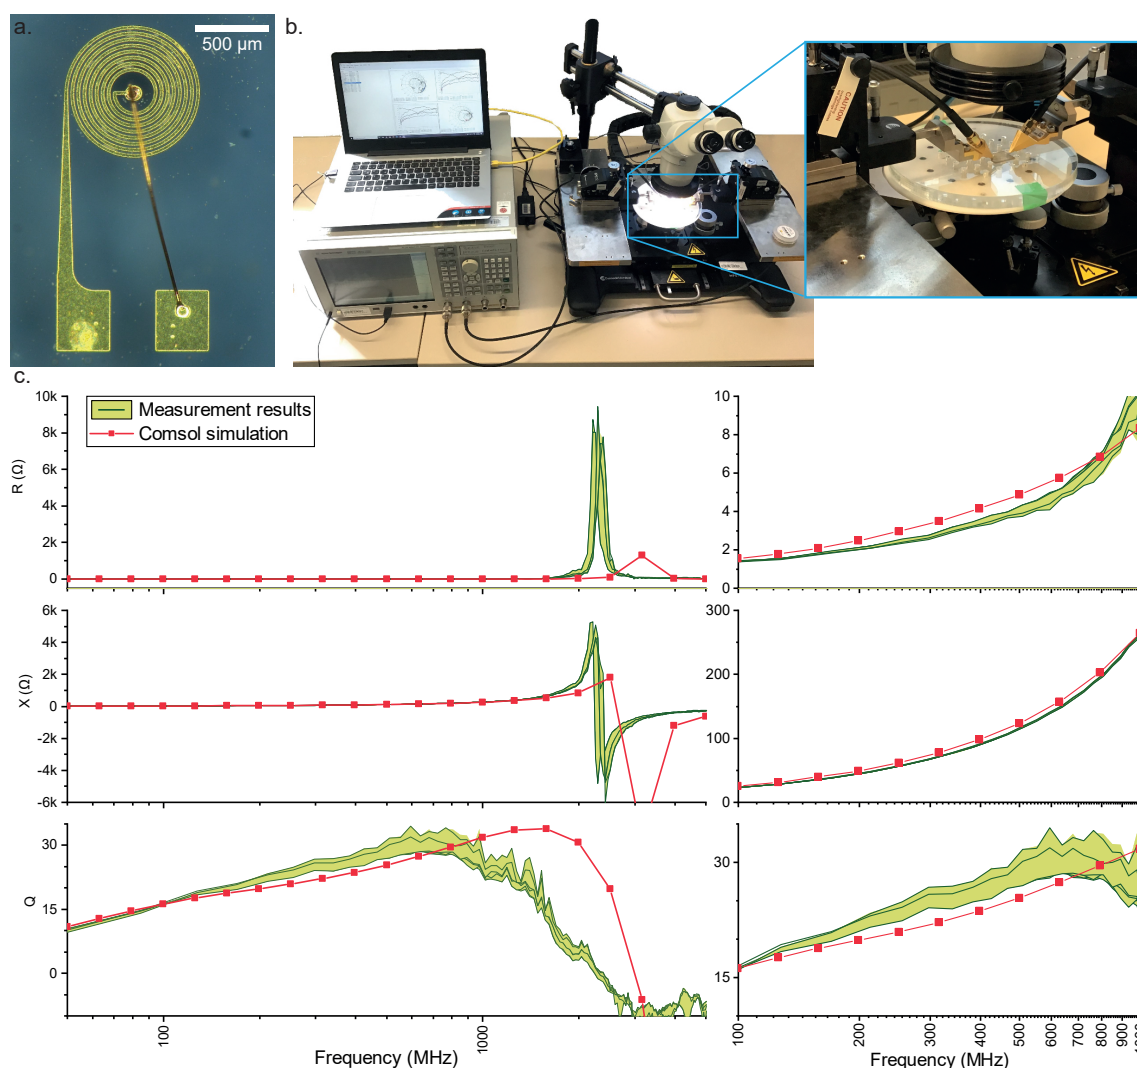 a.
500 µm
b.
CAUTION
c.
Measurement results
Comsol simulation
R (Ω)
10k
8k
6k
4k
2k
0
10
8
6
4
2
0
X (Ω)
6k
4k
2k
0
-2k
-4k
-6k
300
200
100
0
Q
30
15
0
30
15
100
1000
100
200
300
400
500
600
700
800
900
Frequency (MHz)
Frequency (MHz)